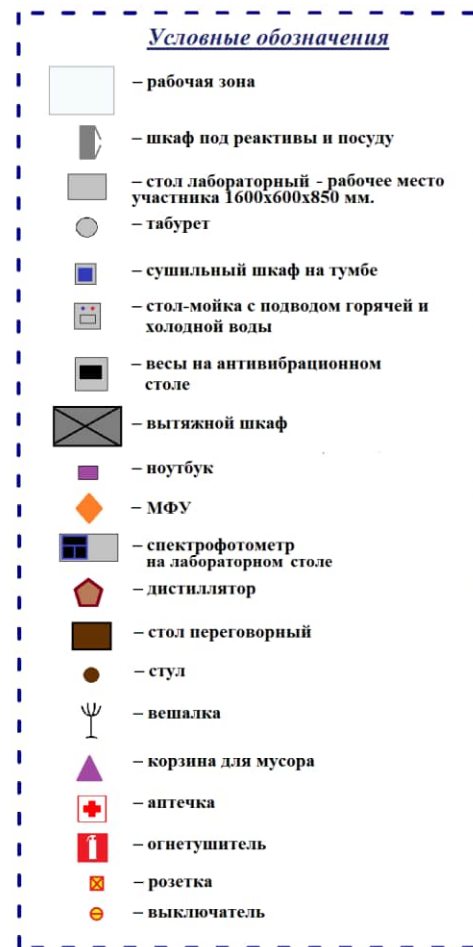 Условные обозначения
– рабочая зона
– шкаф под реактивы и посуду
– стол лабораторный - рабочее место
участника 1600х600х850 мм.
– табурет
– сушильный шкаф на тумбе
– стол-мойка с подводом горячей и
холодной воды
– весы на антивибрационном
столе
– вытяжной шкаф
– ноутбук
– МФУ
– спектрофотометр
на лабораторном столе
– дистиллятор
– стол переговорный
– стул
– вешалка
– корзина для мусора
– аптечка
– огнетушитель
– розетка
– выключатель